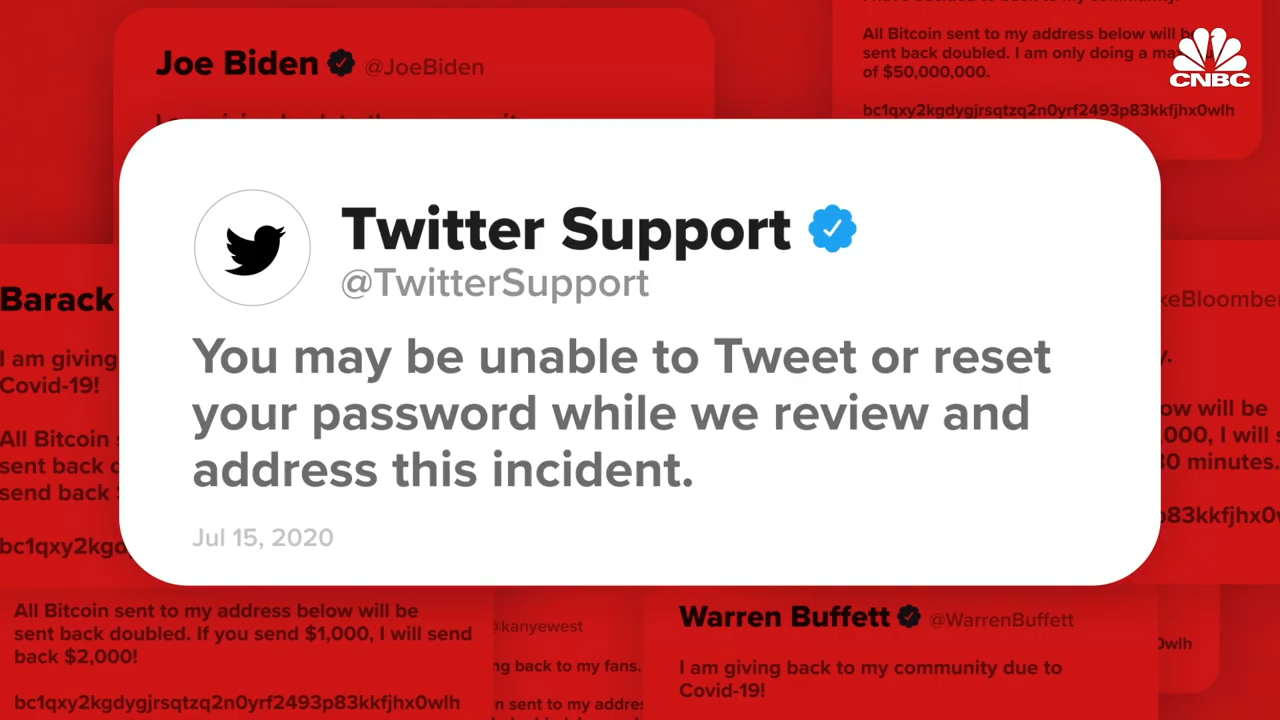 Joe Biden @JoeBiden
All Bitcoin sent to my address below will b
sent back doubled. I am only doing a ma
of $50,000,000.
bc1qxy2kgdygjrsqtzq2n0yrf2493p83kkfjhx0wlh
CNBC
Twitter Support
@TwitterSupport
You may be unable to Tweet or reset
your password while we review and
address this incident.
Jul 15, 2020
Barack
I am giving
Covid-19!
All Bitcoin
sent back
send back
bc1qxy2kgd
keBloomber
y.
ow will be
,000, I will s
30 minutes.
p83kkfjhx0w
All Bitcoin sent to my address below will be
sent back doubled. If you send $1,000, I will send
back $2,000!
bc1qxy2kgdygjrsqtzq2n0yrf2493p83kkfjhx0wlh
@kanyewest
ng back to my fans.
n sent to my addres
Warren Buffett @WarrenBuffett
I am giving back to my community due to
Covid-19!
0wlh